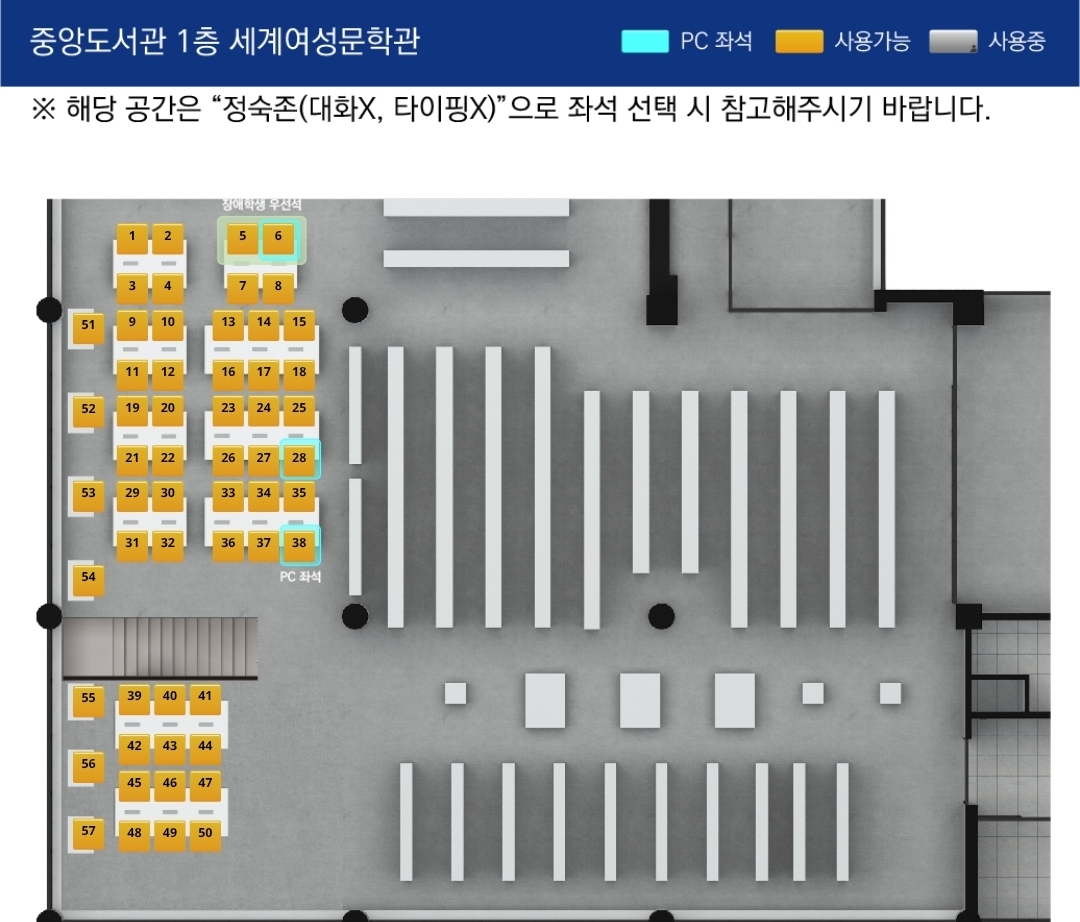 중앙도서관 1층 세계여성문학관
PC 좌석 사용가능 사용중
※ 해당 공간은 “정숙존(대화X, 타이핑X)”으로 좌석 선택 시 참고해주시기 바랍니다.
장애학생 우선석
1 2 5 6
3 4 7 8
51 9 10 13 14 15
11 12 16 17 18
52 19 20 23 24 25
21 22 26 27 28
53 29 30 33 34 35
31 32 36 37 38
54 PC 좌석
55 39 40 41
42 43 44
56 45 46 47
57 48 49 50